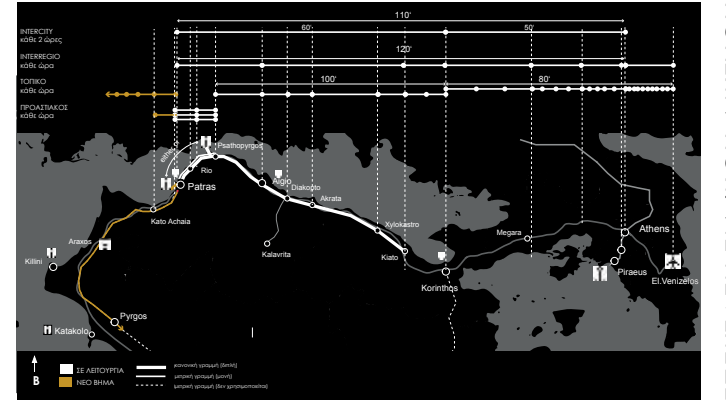 110'
INTERCITY
κάθε 2 ώρες
60'
50'
INTERREGIO
κάθε ώρα
120'
ΤΟΠΙΚΟ
κάθε ώρα
100'
80'
ΠΡΟΑΣΤΙΑΚΟΣ
κάθε ώρα
Psathopyrgos
Rio
Patras
Aigio
Diakopto
Akrata
Kato Achaia
Xylokastro
Megara
Athens
Araxos
Killini
Kalavrita
Kiato
Korinthos
Piraeus
El.Venizelos
Pyrgos
Katakolo
B
ΣΕ ΛΕΙΤΟΥΡΓΙΑ
ΝΕΟ ΒΗΜΑ
κανονική γραμμή [διπλή]
μετρική γραμμή [μονή]
μετρική γραμμή [δεν χρησιμοποιείται]